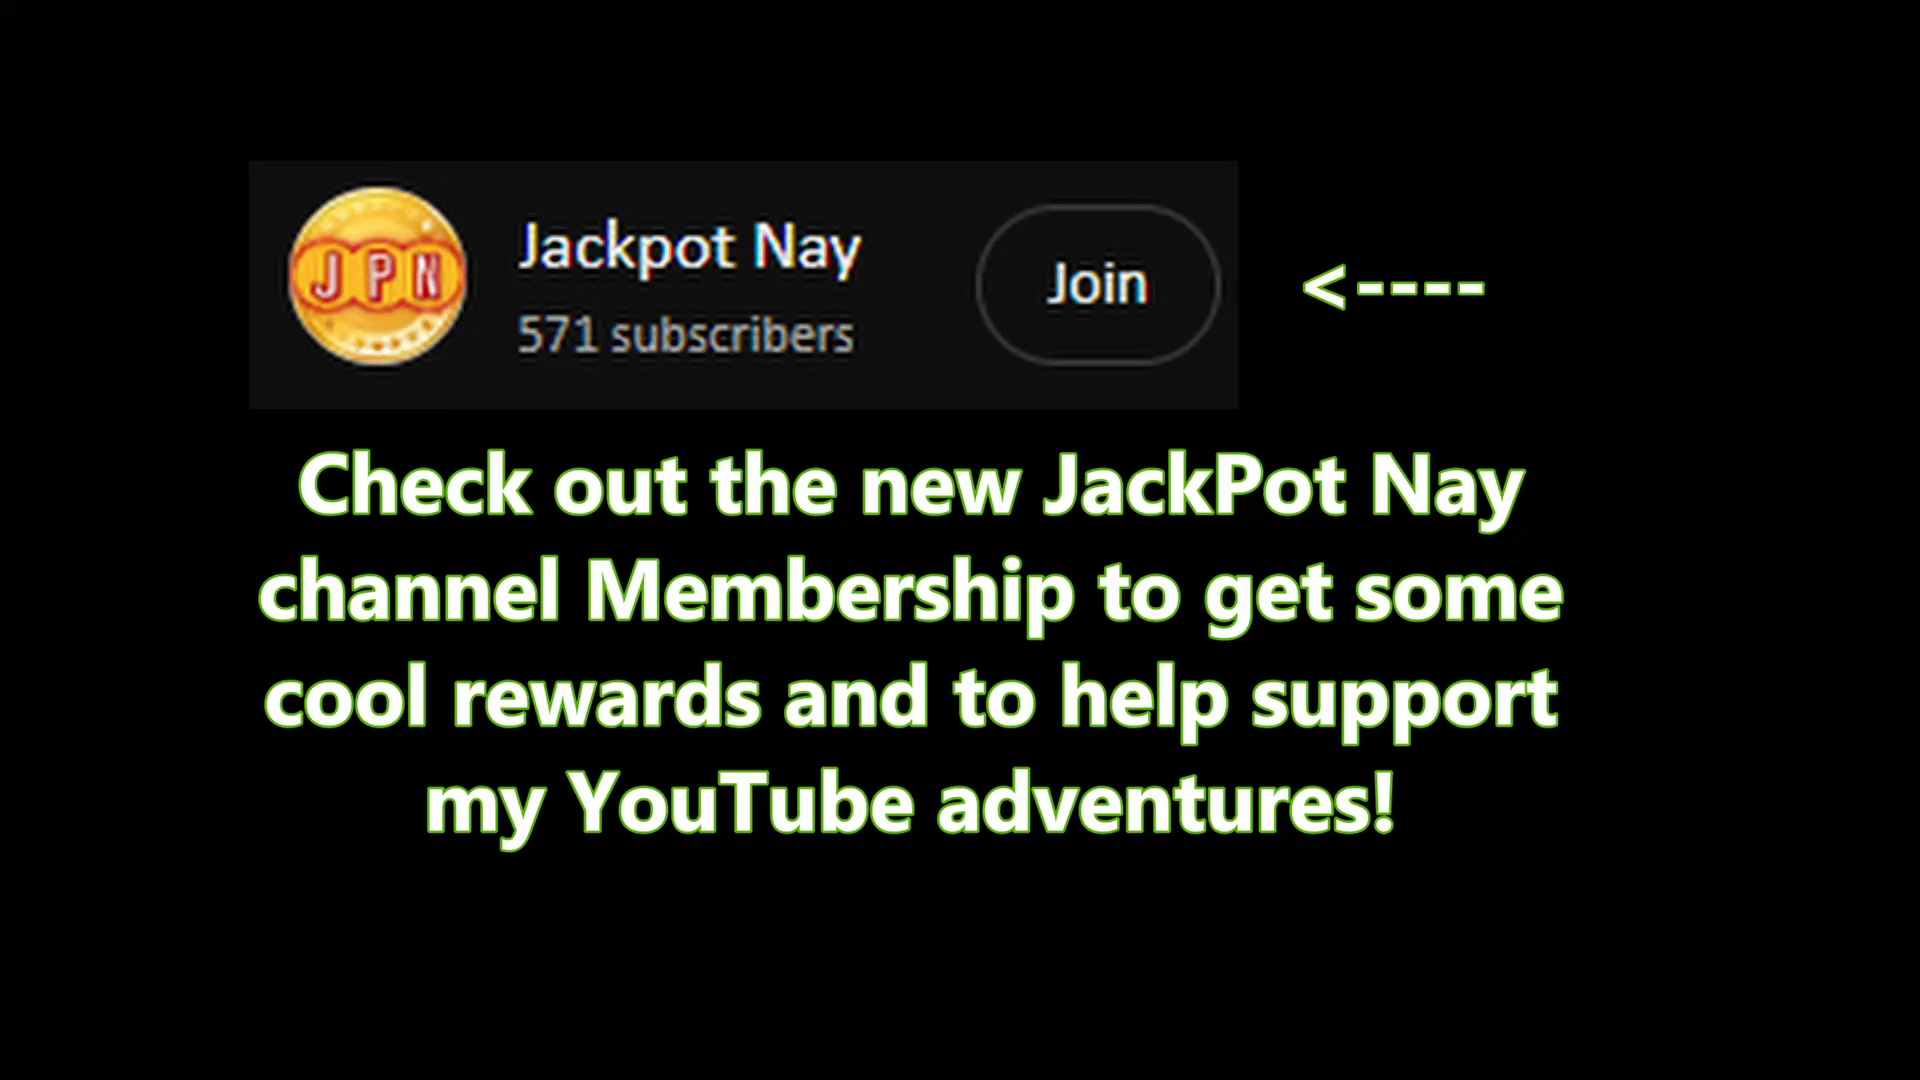 JPN
Jackpot Nay
571 subscribers
Join
<----
Check out the new JackPot Nay
channel Membership to get some
cool rewards and to help support
my YouTube adventures!